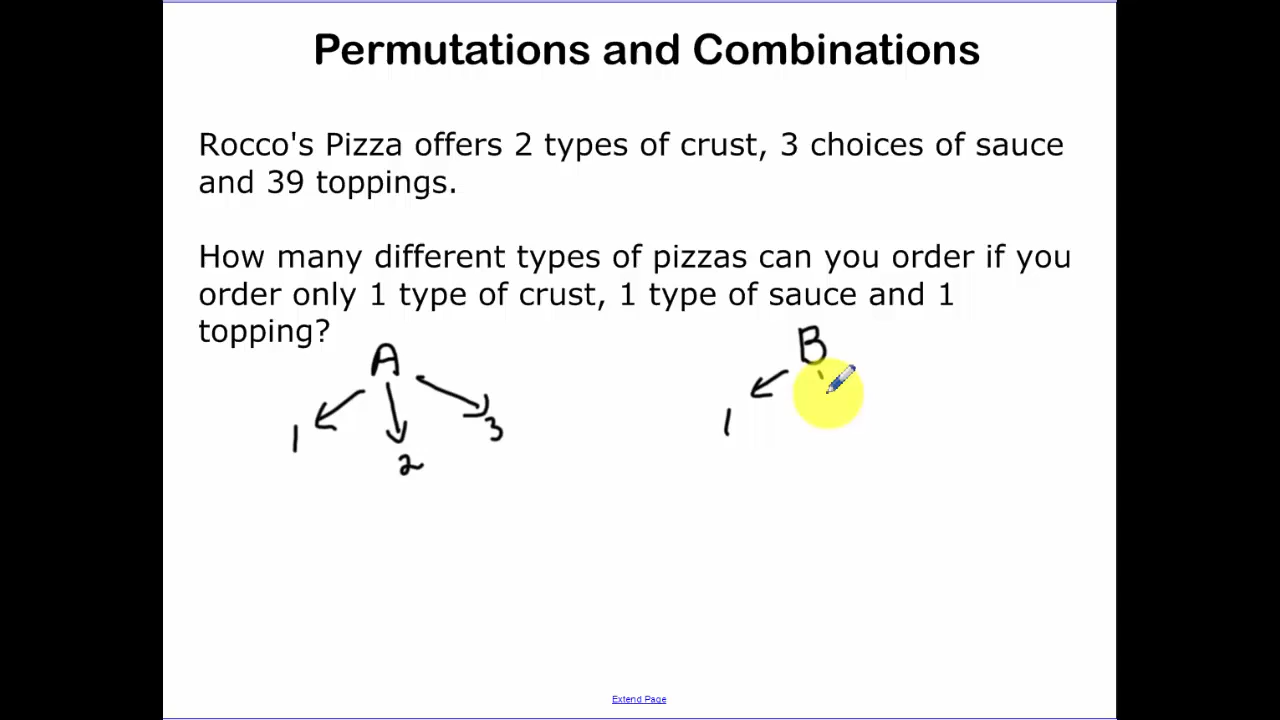 Permutations and Combinations
Rocco's Pizza offers 2 types of crust, 3 choices of sauce
and 39 toppings.
How many different types of pizzas can you order if you
order only 1 type of crust, 1 type of sauce and 1
topping?
A
B
1
2
3
1
Extend Page